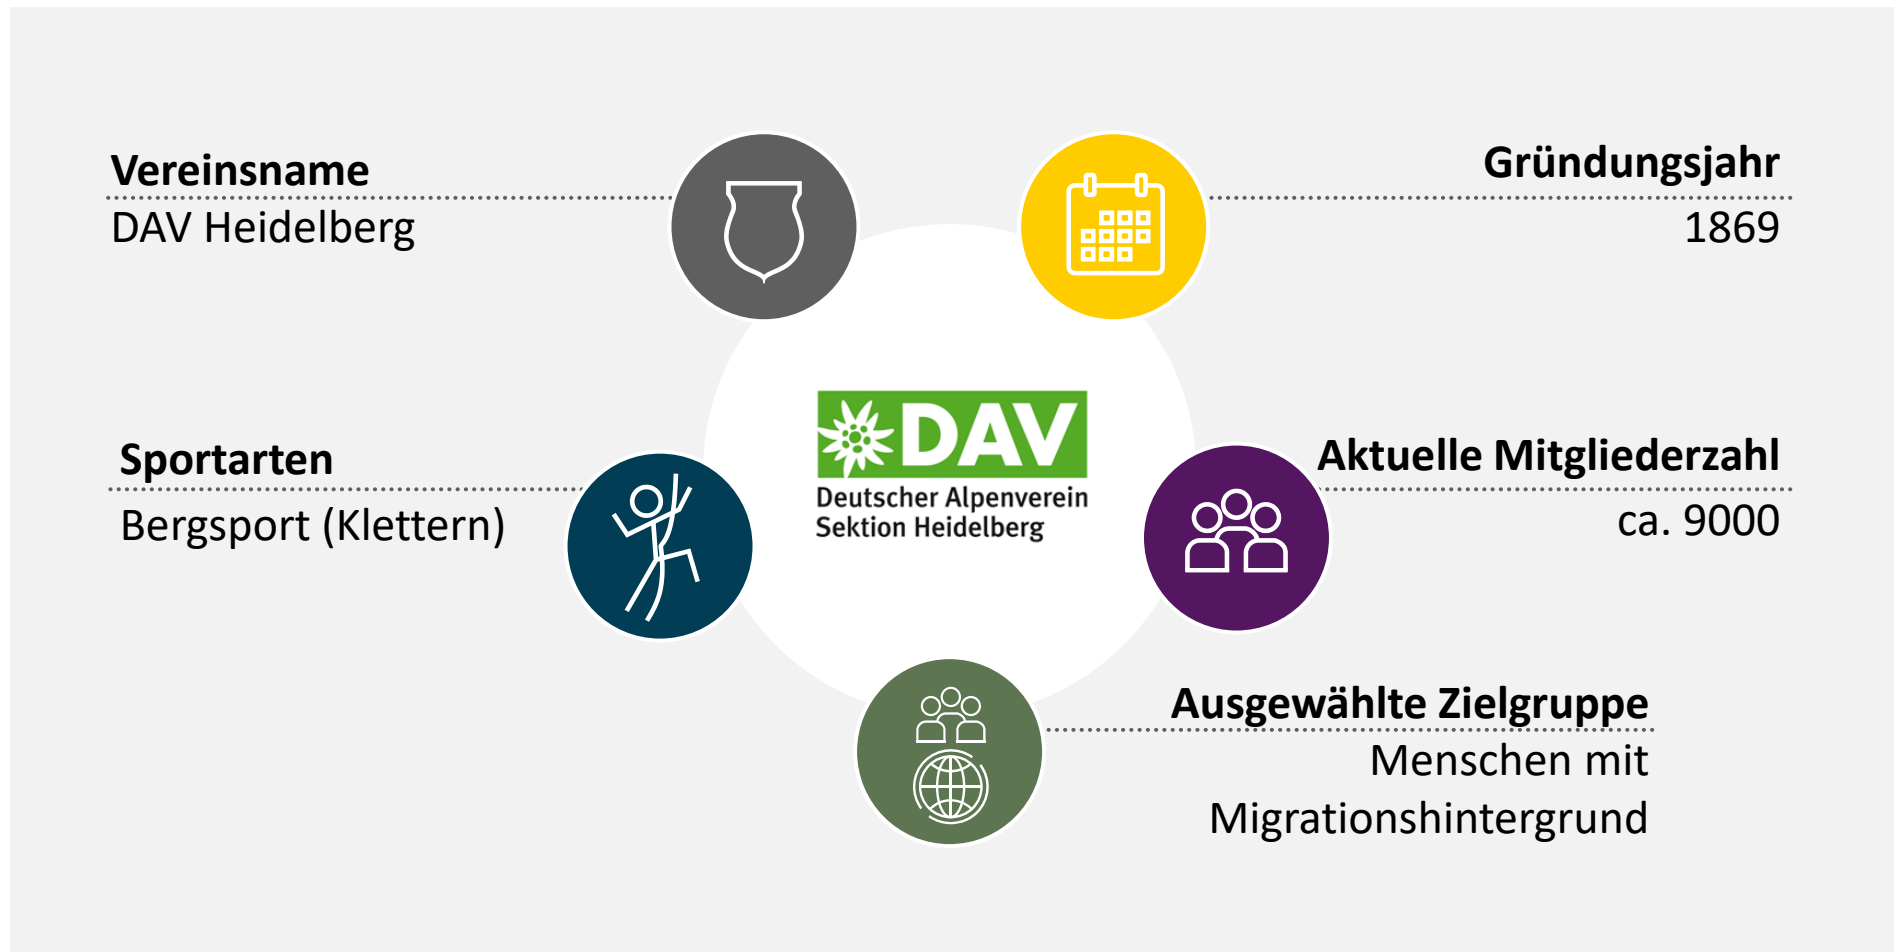 Vereinsname
DAV Heidelberg
Gründungsjahr
1869
Sportarten
Bergsport (Klettern)
DAV
Deutscher Alpenverein
Sektion Heidelberg
Aktuelle Mitgliederzahl
ca. 9000
Ausgewählte Zielgruppe
Menschen mit
Migrationshintergrund